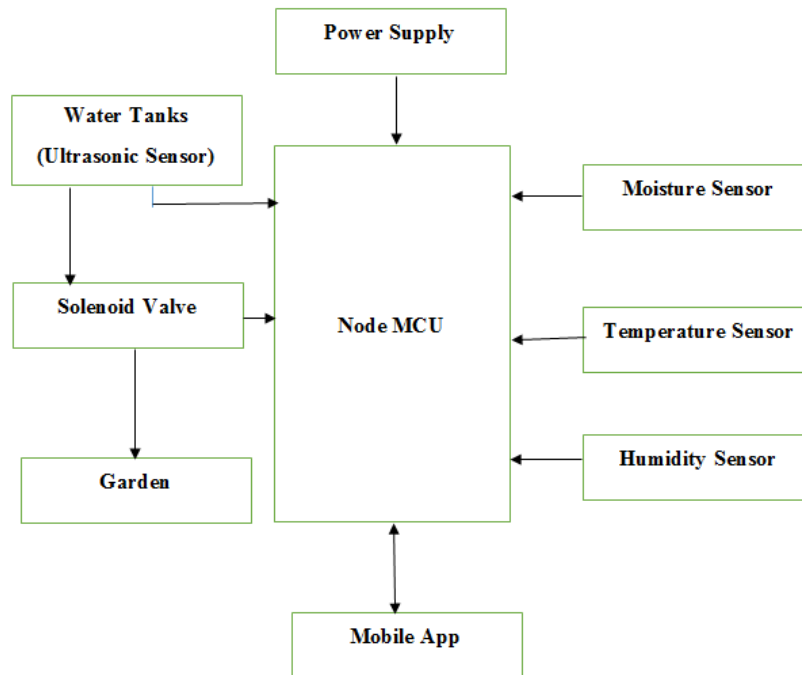 Power Supply
Water Tanks
(Ultrasonic Sensor)
Moisture Sensor
Solenoid Valve
Node MCU
Temperature Sensor
Garden
Humidity Sensor
Mobile App